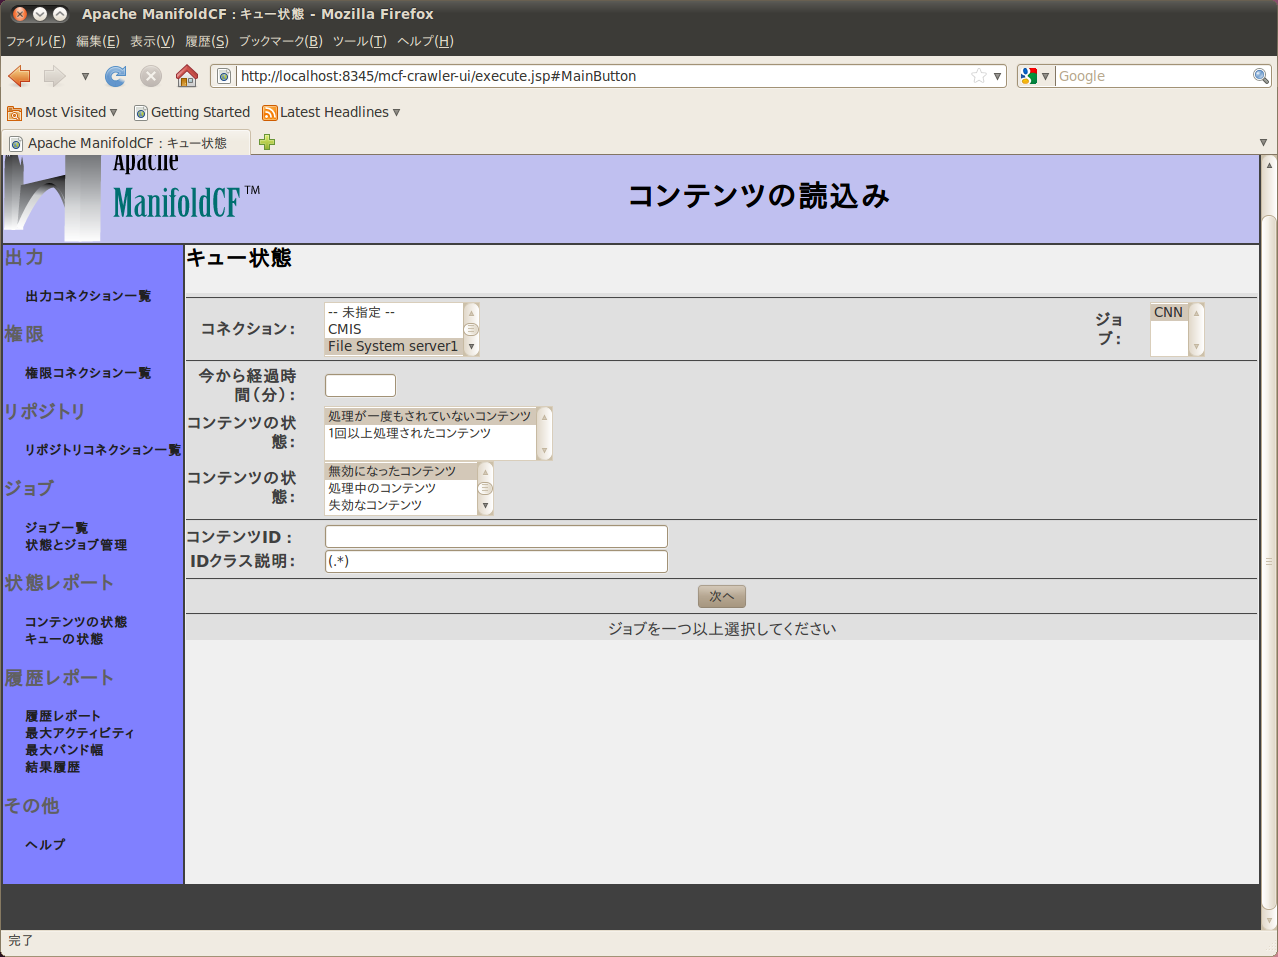 Apache ManifoldCF : キュー状態 - Mozilla Firefox
ファイル(F) 編集(E) 表示(V) 履歴(S) ブックマーク(B) ツール(T) ヘルプ(H)
http://localhost:8345/mcf-crawler-ui/execute.jsp#MainButton
Google
Most Visited
Getting Started
Latest Headlines
Apache ManifoldCF : キュー状態
Apache
ManifoldCF TM
コンテンツの読込み
出力
出力コネクション一覧
権限
権限コネクション一覧
リポジトリ
リポジトリコネクション一覧
ジョブ
ジョブ一覧
状態とジョブ管理
状態レポート
コンテンツの状態
キューの状態
履歴レポート
履歴レポート
最大アクティビティ
最大バンド幅
結果履歴
その他
ヘルプ
キュー状態
コネクション：
-- 未指定 --
CMIS
File System server1
ジョ
ブ：
CNN
今から経過時
間（分）：
コンテンツの状
態：
処理が一度もされていないコンテンツ
1回以上処理されたコンテンツ
コンテンツの状
態：
無効になったコンテンツ
処理中のコンテンツ
失効なコンテンツ
コンテンツID：
IDクラス説明：
(.*)
次へ
ジョブを一つ以上選択してください
完了